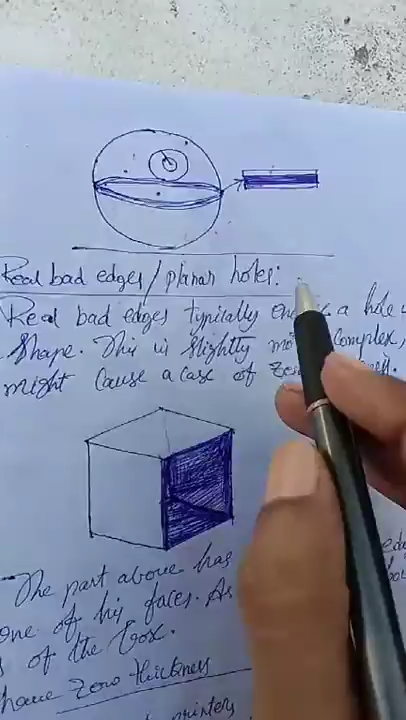 Real bad edges/planar holes:
Real bad edges typically a hole
Shape. This is slightly complex,
might cause a case of
The part above has
one of his faces. As
of the box.
have zero thickness
printers